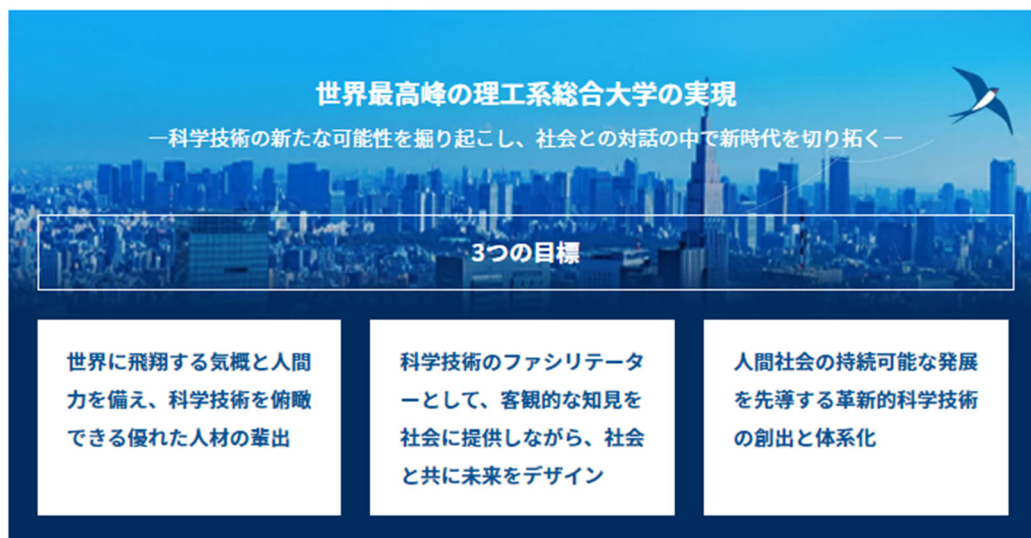 世界最高峰の理工系総合大学の実現
―科学技術の新たな可能性を掘り起こし、社会との対話の中で新時代を切り拓く―
3つの目標
世界に飛翔する気概と人間
力を備え、科学技術を俯瞰
できる優れた人材の輩出
科学技術のファシリテータ
ーとして、客観的な知見を
社会に提供しながら、社会
と共に未来をデザイン
人間社会の持続可能な発展
を先導する革新的科学技術
の創出と体系化